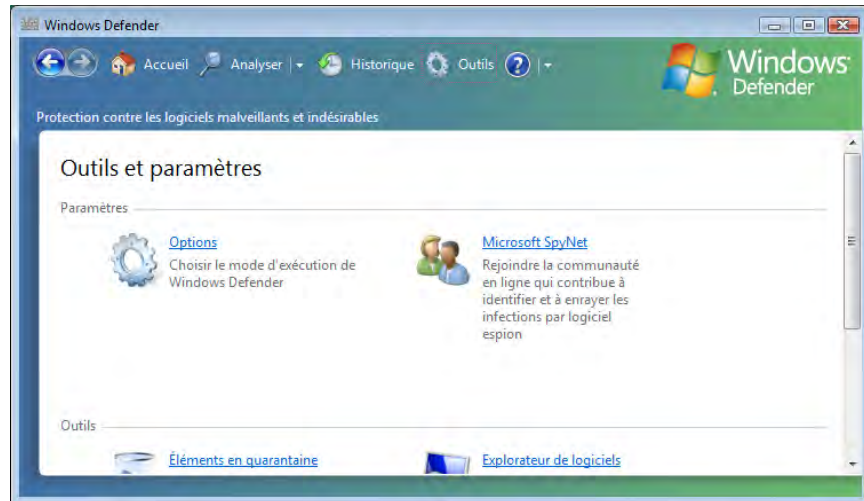 Windows Defender
Accueil Analyser Historique Outils ?
Windows
Defender
Protection contre les logiciels malveillants et indésirables
Outils et paramètres
Paramètres
Options
Choisir le mode d'exécution de
Windows Defender
Microsoft SpyNet
Rejoindre la communauté
en ligne qui contribue à
identifier et à enrayer les
infections par logiciel
espion
Outils
Éléments en quarantaine
Explorateur de logiciels